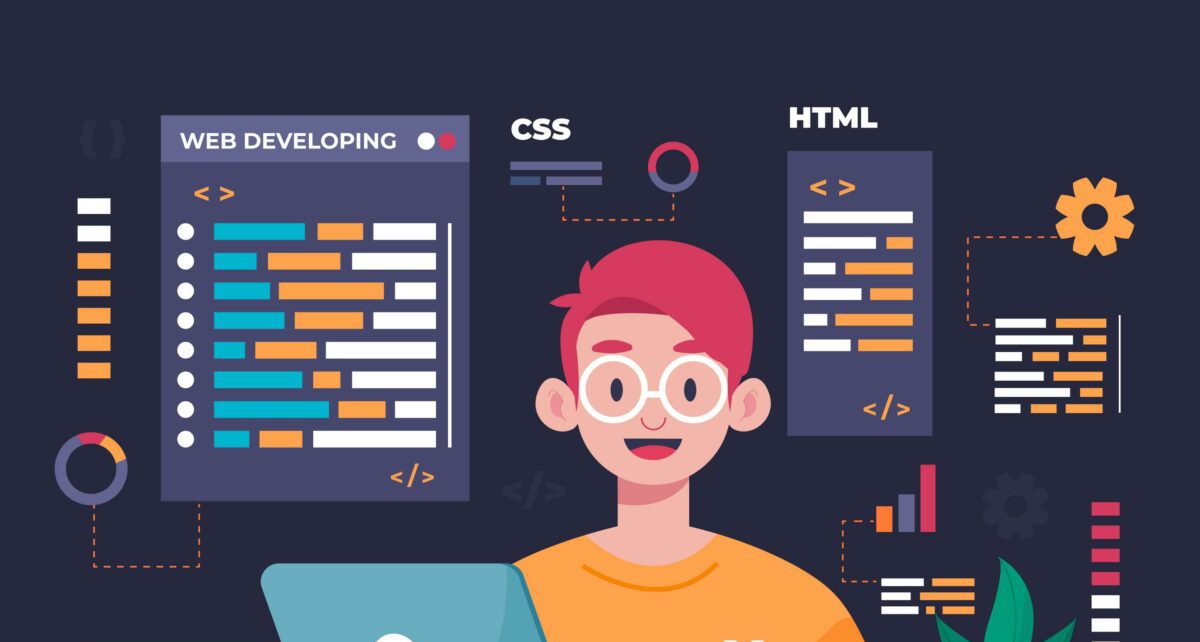 { }
WEB DEVELOPING
< >
</>
CSS
</>
HTML
< >
</>